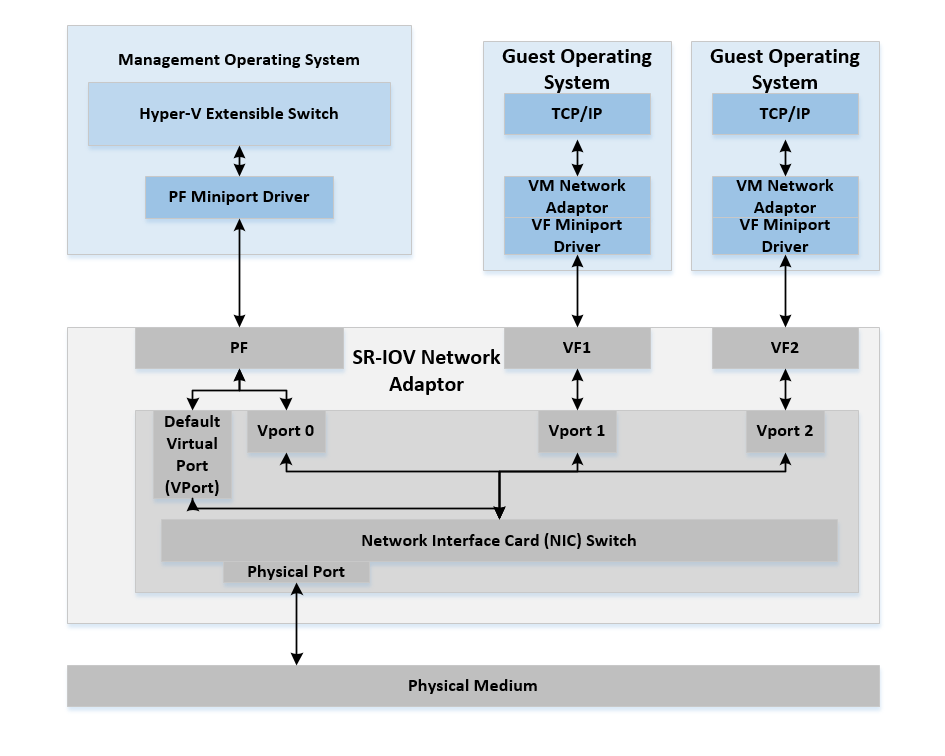 Management Operating System
Hyper-V Extensible Switch
PF Miniport Driver
Guest Operating
System
TCP/IP
VM Network
Adaptor
VF Miniport
Driver
Guest Operating
System
TCP/IP
VM Network
Adaptor
VF Miniport
Driver
PF
SR-IOV Network
Adaptor
VF1
VF2
Default
Virtual
Port
(VPort)
Vport 0
Vport 1
Vport 2
Network Interface Card (NIC) Switch
Physical Port
Physical Medium